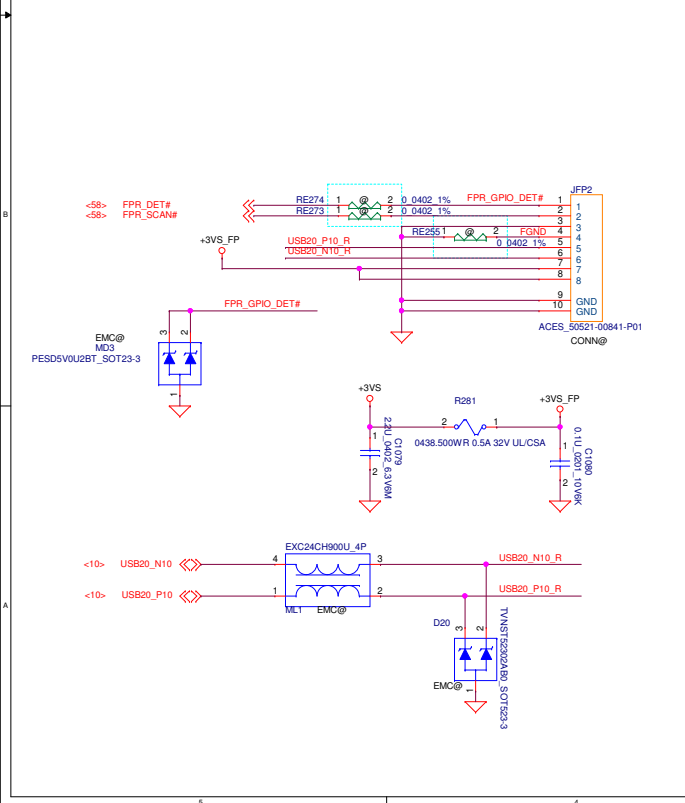 JFP2
<58> FPR_DET# RE274 1 @ 2 0_0402_1% FPR_GPIO_DET# 1 1
<58> FPR_SCAN# RE273 1 @ 2 0_0402_1% 2 2
3 3
B
RE255 1 @ 2 FGND 4 4
0_0402_1%
+3VS_FP USB20_P10_R 5 5
USB20_N10_R 6 6
7 7
8 8
9 GND
10 GND
FPR_GPIO_DET#
ACES_50521-00841-P01
CONN@
EMC@
MD3
PESD5V0U2BT_SOT23-3
3
2
1
+3VS
R281
+3VS_FP
2 1
0438.500WR 0.5A 32V UL/CSA
1
2
C1079
2.2U_0402_6.3V6M
1
2
C1080
0.1U_0201_10V6K
EXC24CH900U_4P
<10> USB20_N10 4 3 USB20_N10_R
<10> USB20_P10 1 2 USB20_P10_R
ML1 EMC@
A
D20
3
2
1
TVNST52302AB0_SOT523-3
EMC@
5 4